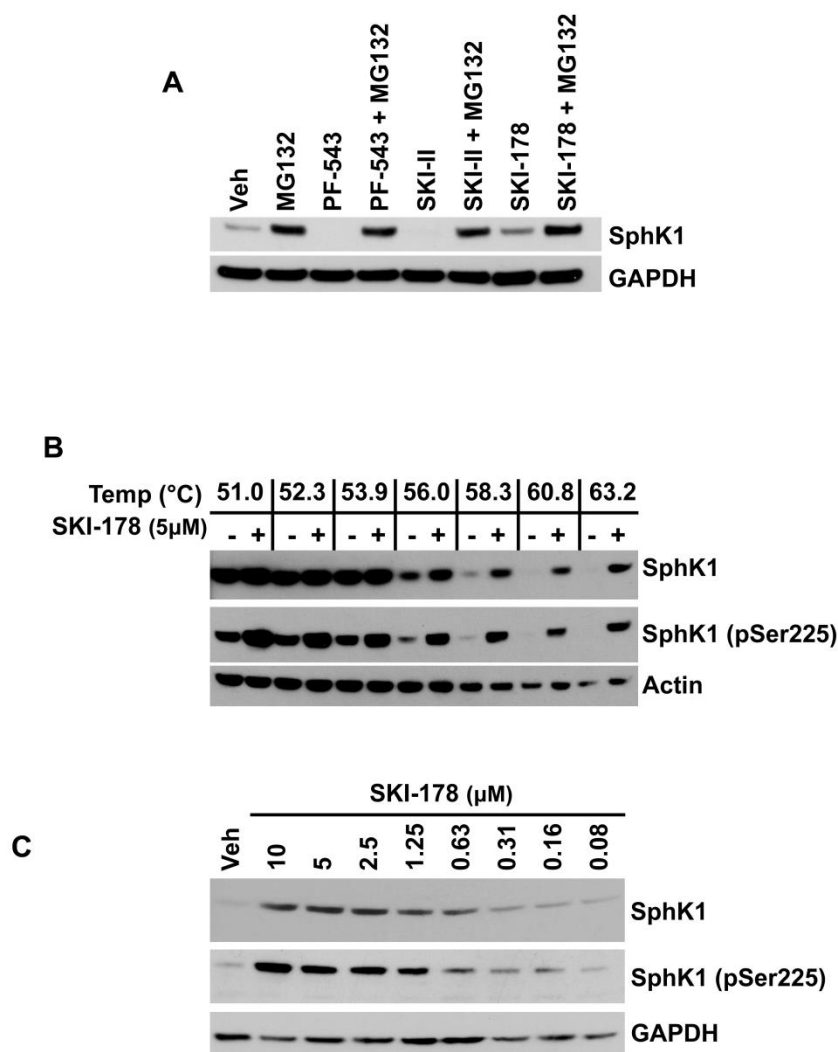 A
Veh
MG132
PF-543
PF-543 + MG132
SKI-II
SKI-II + MG132
SKI-178
SKI-178 + MG132
SphK1
GAPDH
B
Temp (°C) 51.0 52.3 53.9 56.0 58.3 60.8 63.2
SKI-178 (5µM) - + - + - + - + - + - + - +
SphK1
SphK1 (pSer225)
Actin
C
SKI-178 (µM)
Veh 10 5 2.5 1.25 0.63 0.31 0.16 0.08
SphK1
SphK1 (pSer225)
GAPDH